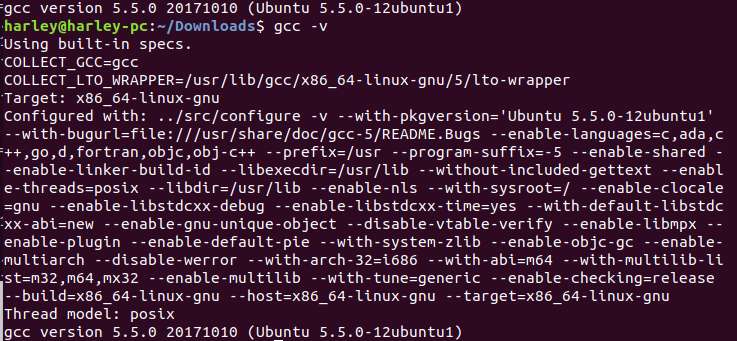 gcc version 5.5.0 20171010 (Ubuntu 5.5.0-12ubuntu1)
harley@harley-pc:~/Downloads$ gcc -v
Using built-in specs.
COLLECT_GCC=gcc
COLLECT_LTO_WRAPPER=/usr/lib/gcc/x86_64-linux-gnu/5/lto-wrapper
Target: x86_64-linux-gnu
Configured with: ../src/configure -v --with-pkgversion='Ubuntu 5.5.0-12ubuntu1'
--with-bugurl=file:///usr/share/doc/gcc-5/README.Bugs --enable-languages=c,ada,c
++,go,d,fortran,objc,obj-c++ --prefix=/usr --program-suffix=-5 --enable-shared -
-enable-linker-build-id --libexecdir=/usr/lib --without-included-gettext --enabl
e-threads=posix --libdir=/usr/lib --enable-nls --with-sysroot=/ --enable-clocale
=gnu --enable-libstdcxx-debug --enable-libstdcxx-time=yes --with-default-libstdc
xx-abi=new --enable-gnu-unique-object --disable-vtable-verify --enable-libmpx --
enable-plugin --enable-default-pie --with-system-zlib --enable-objc-gc --enable-
multiarch --disable-werror --with-arch-32=i686 --with-abi=m64 --with-multilib-li
st=m32,m64,mx32 --enable-multilib --with-tune=generic --enable-checking=release
--build=x86_64-linux-gnu --host=x86_64-linux-gnu --target=x86_64-linux-gnu
Thread model: posix
gcc version 5.5.0 20171010 (Ubuntu 5.5.0-12ubuntu1)